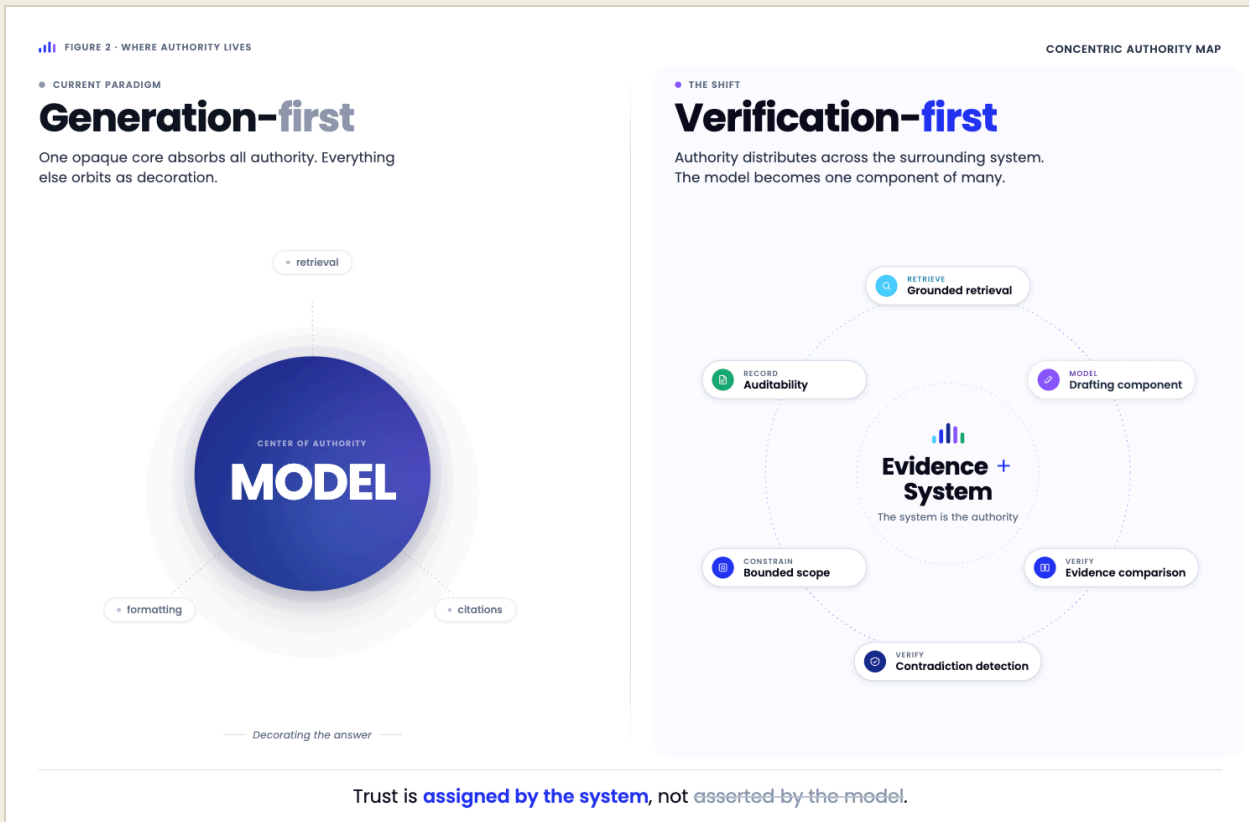 FIGURE 2 · WHERE AUTHORITY LIVES
CONCENTRIC AUTHORITY MAP
CURRENT PARADIGM
Generation-first
One opaque core absorbs all authority. Everything
else orbits as decoration.
retrieval
CENTER OF AUTHORITY
MODEL
formatting
citations
Decorating the answer
THE SHIFT
Verification-first
Authority distributes across the surrounding system.
The model becomes one component of many.
RETRIEVE
Grounded retrieval
RECORD
Auditability
MODEL
Drafting component
Evidence +
System
The system is the authority
CONSTRAIN
Bounded scope
VERIFY
Evidence comparison
VERIFY
Contradiction detection
Trust is assigned by the system, not asserted by the model.